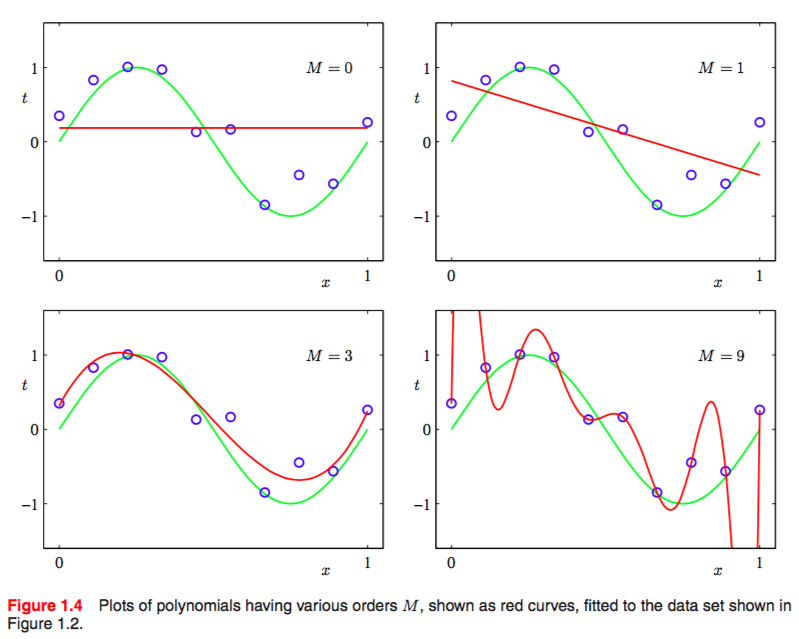 M = 0
1
t
0
−1
0
x
1
M = 1
1
t
0
−1
0
x
1
M = 3
1
t
0
−1
0
x
1
M = 9
1
t
0
−1
0
x
1
Figure 1.4 Plots of polynomials having various orders M, shown as red curves, fitted to the data set shown in
Figure 1.2.